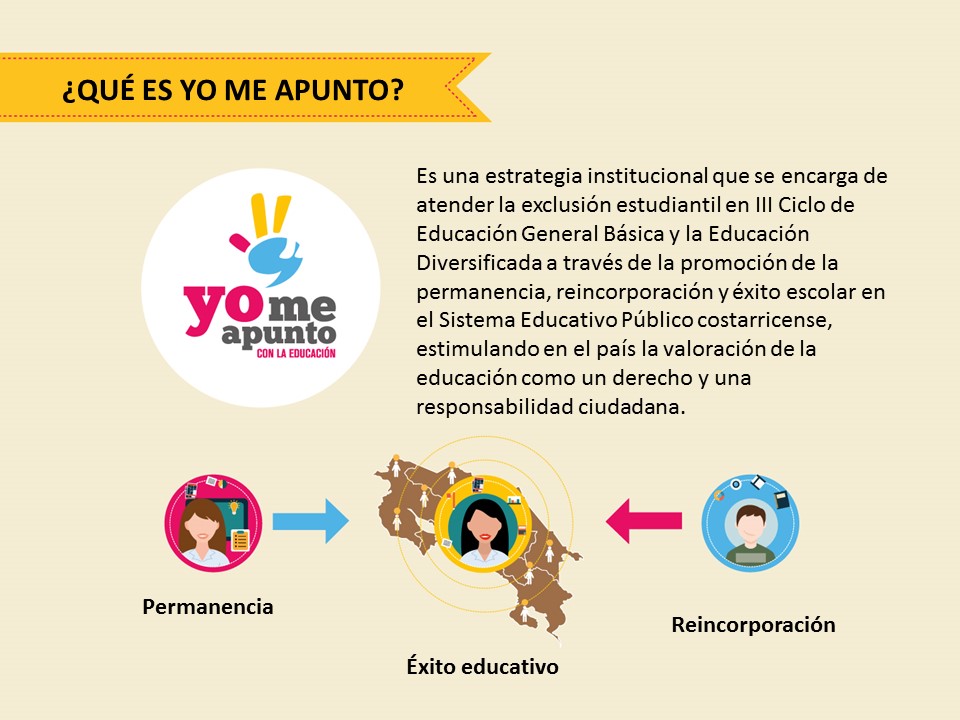 ¿QUÉ ES YO ME APUNTO?
yo me
apunto
CON LA EDUCACIÓN
Es una estrategia institucional que se encarga de
atender la exclusión estudiantil en III Ciclo de
Educación General Básica y la Educación
Diversificada a través de la promoción de la
permanencia, reincorporación y éxito escolar en
el Sistema Educativo Público costarricense,
estimulando en el país la valoración de la
educación como un derecho y una
responsabilidad ciudadana.
Permanencia
Reincorporación
Éxito educativo